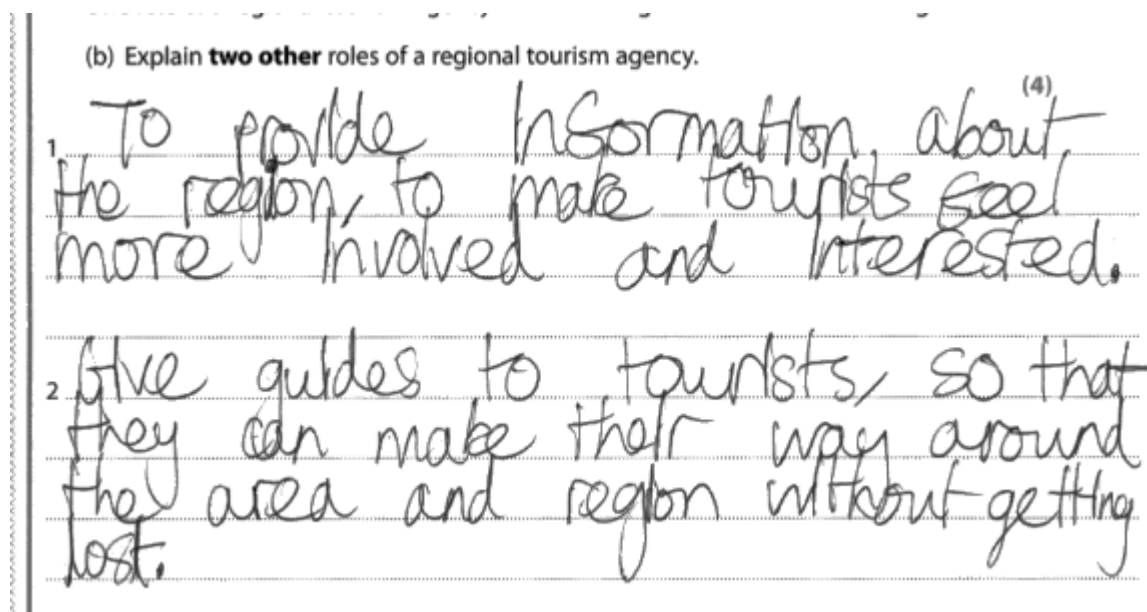 (b) Explain two other roles of a regional tourism agency.
(4)
1 To provide information about
the region, to make tourists feel
more involved and interested.
2 Give guides to tourists, so that
they can make their way around
the area and region without getting
lost.